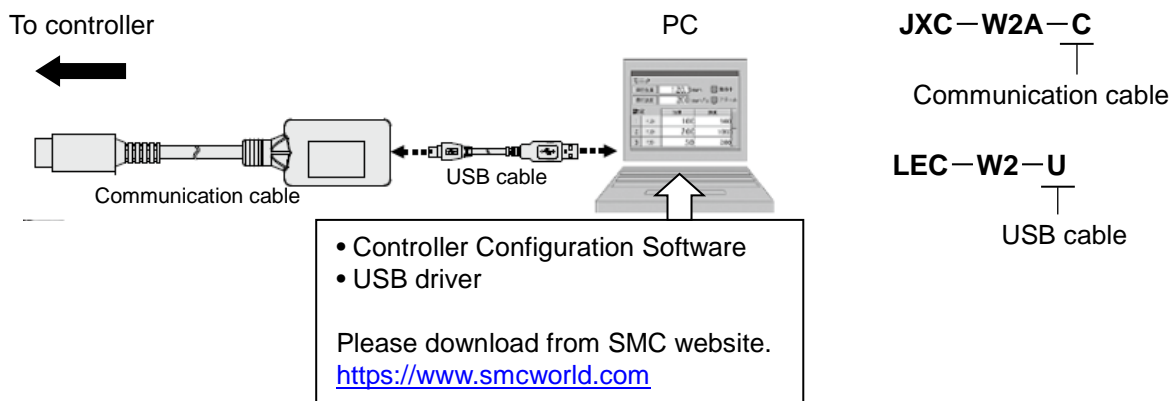 To controller
PC
JXC－W2A－C
Communication cable
Communication cable
USB cable
LEC－W2－U
USB cable
• Controller Configuration Software
• USB driver
Please download from SMC website.
https://www.smcworld.com